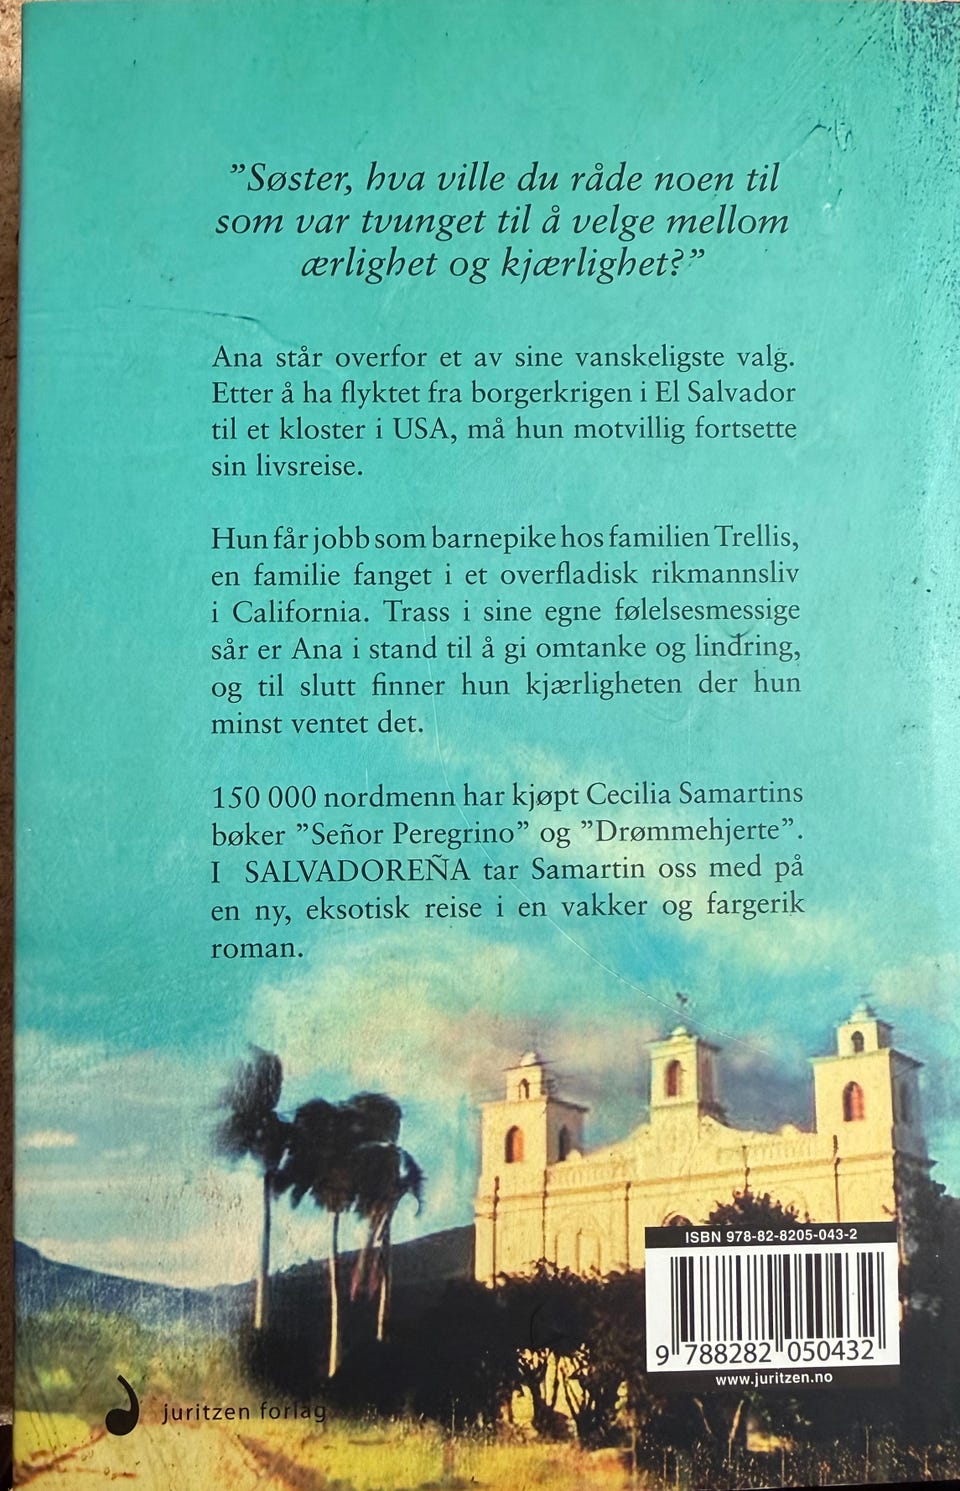 ”Søster, hva ville du råde noen til
som var tvunget til å velge mellom
ærlighet og kjærlighet?”
Ana står overfor et av sine vanskeligste valg.
Etter å ha flyktet fra borgerkrigen i El Salvador
til et kloster i USA, må hun motvillig fortsette
sin livsreise.
Hun får jobb som barnepike hos familien Trellis,
en familie fanget i et overfladisk rikmannsliv
i California. Trass i sine egne følelsesmessige
sår er Ana i stand til å gi omtanke og lindring,
og til slutt finner hun kjærligheten der hun
minst ventet det.
150 000 nordmenn har kjøpt Cecilia Samartins
bøker ”Señor Peregrino” og ”Drømmehjerte”.
I SALVADOREÑA tar Samartin oss med på
en ny, eksotisk reise i en vakker og fargerik
roman.
ISBN 978-82-8205-043-2
9 788282 050432
www.juritzen.no
juritzen forlag